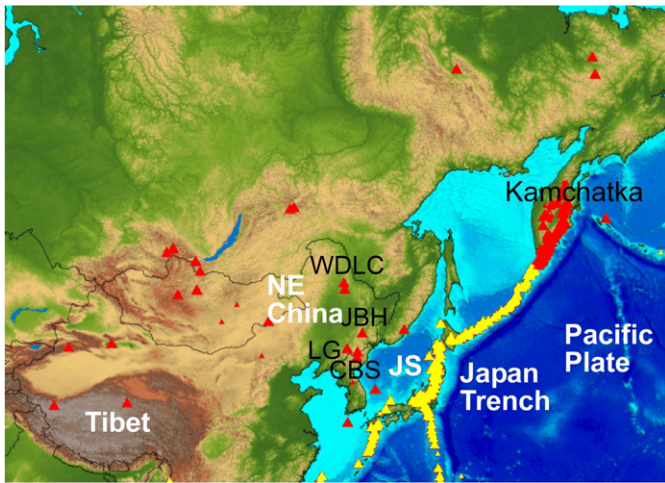 Kamchatka
WDLC
NE
China
JBH
LG
CBS
JS
Pacific
Plate
Japan
Trench
Tibet